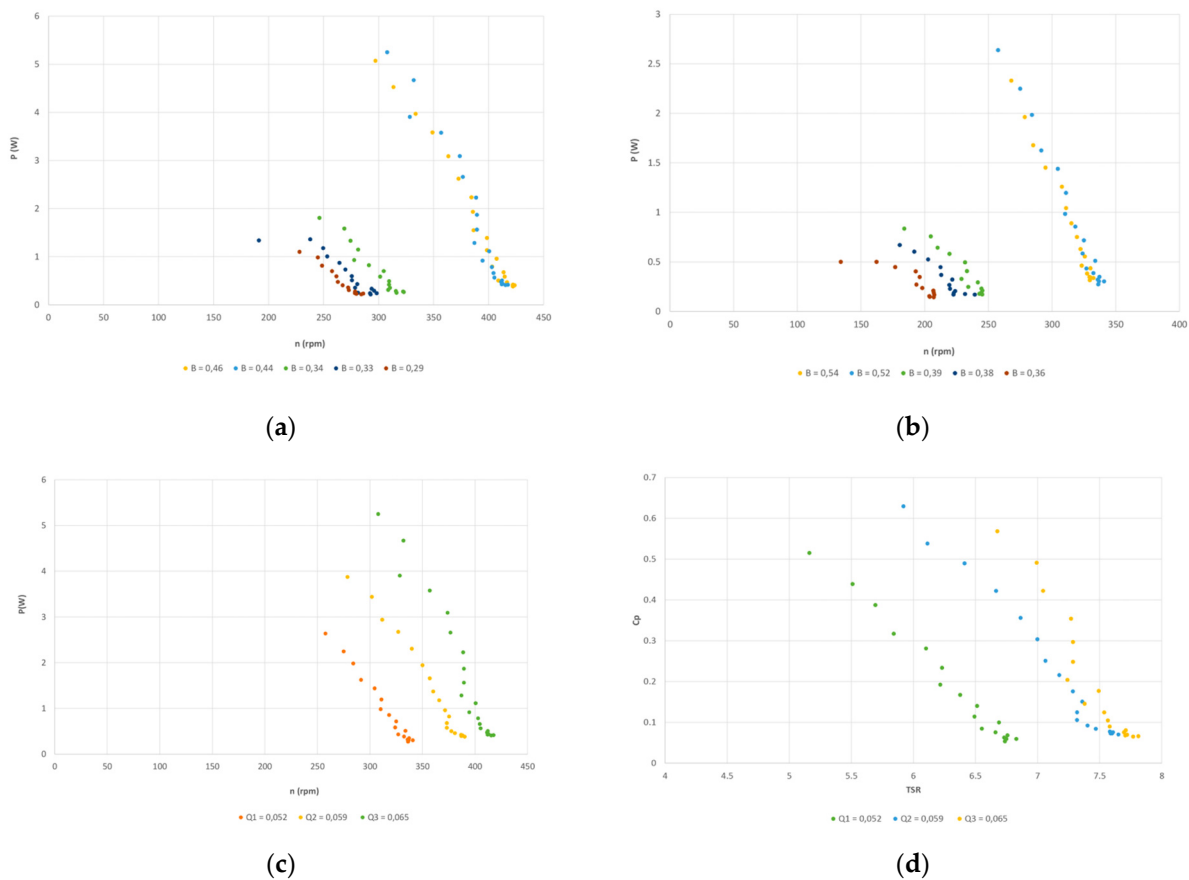 6
5
4
3
2
1
0
P (W)
0 50 100 150 200 250 300 350 400 450
n (rpm)
B = 0,46 B = 0,44 B = 0,34 B = 0,33 B = 0,29
(a)
3
2.5
2
1.5
1
0.5
0
P (W)
0 50 100 150 200 250 300 350 400
n (rpm)
B = 0,54 B = 0,52 B = 0,39 B = 0,38 B = 0,36
(b)
6
5
4
3
2
1
0
P(W)
0 50 100 150 200 250 300 350 400 450
n (rpm)
Q1 = 0,052 Q2 = 0,059 Q3 = 0,065
(c)
0.7
0.6
0.5
0.4
0.3
0.2
0.1
0
Cp
4 4.5 5 5.5 6 6.5 7 7.5 8
TSR
Q1 = 0,052 Q2 = 0,059 Q3 = 0,065
(d)